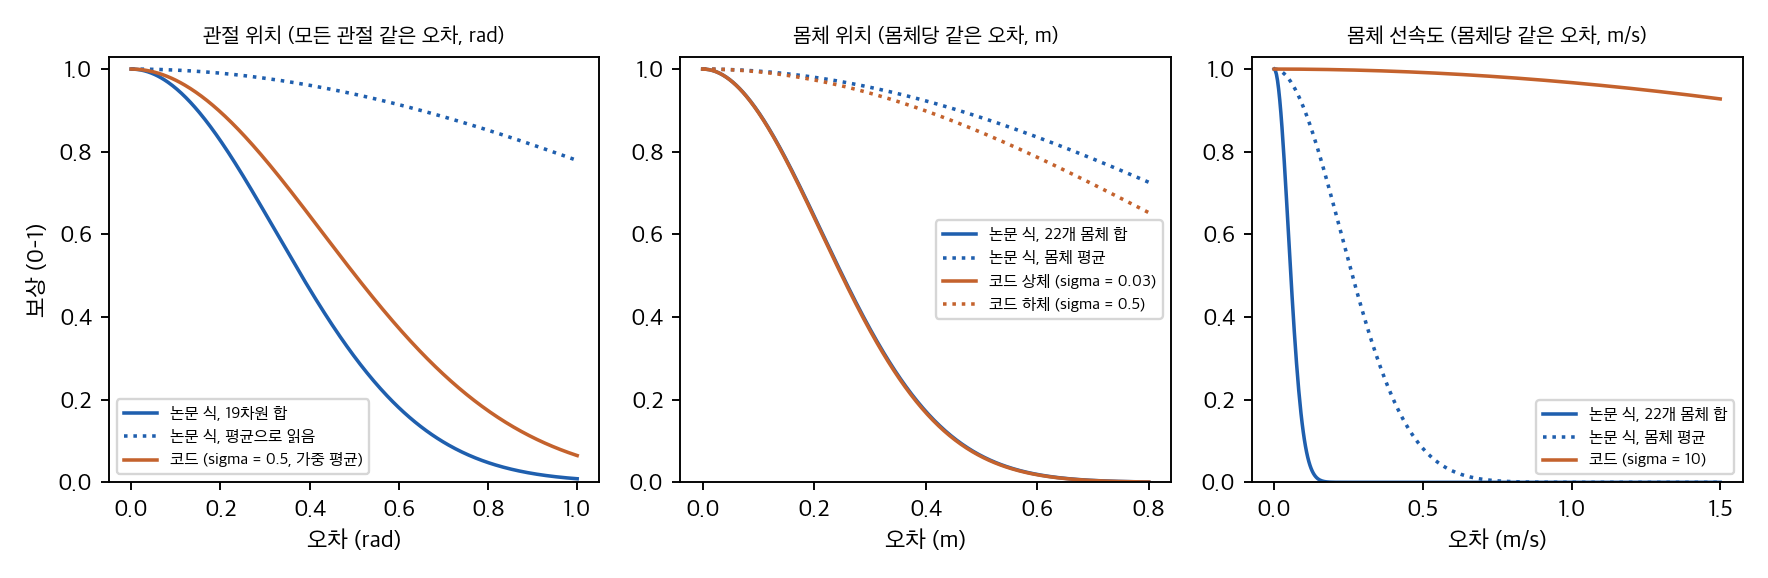 관절 위치 (모든 관절 같은 오차, rad)
보상 (0-1)
1.0
0.8
0.6
0.4
0.2
0.0
논문 식, 19차원 합
논문 식, 평균으로 읽음
코드 (sigma = 0.5, 가중 평균)
0.0 0.2 0.4 0.6 0.8 1.0
오차 (rad)
몸체 위치 (몸체당 같은 오차, m)
1.0
0.8
0.6
0.4
0.2
0.0
논문 식, 22개 몸체 합
논문 식, 몸체 평균
코드 상체 (sigma = 0.03)
코드 하체 (sigma = 0.5)
0.0 0.2 0.4 0.6 0.8
오차 (m)
몸체 선속도 (몸체당 같은 오차, m/s)
1.0
0.8
0.6
0.4
0.2
0.0
논문 식, 22개 몸체 합
논문 식, 몸체 평균
코드 (sigma = 10)
0.0 0.5 1.0 1.5
오차 (m/s)